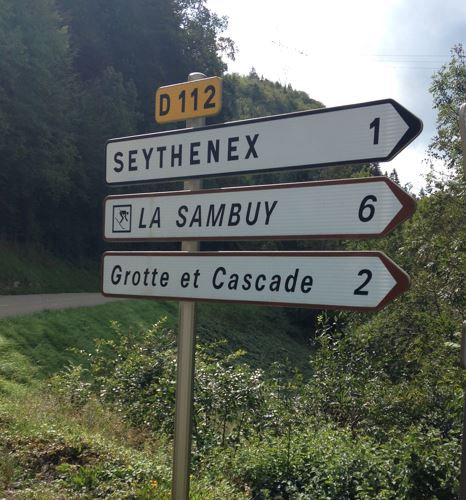 D 112
SEYTHENEX 1
LA SAMBUY 6
Grotte et Cascade 2